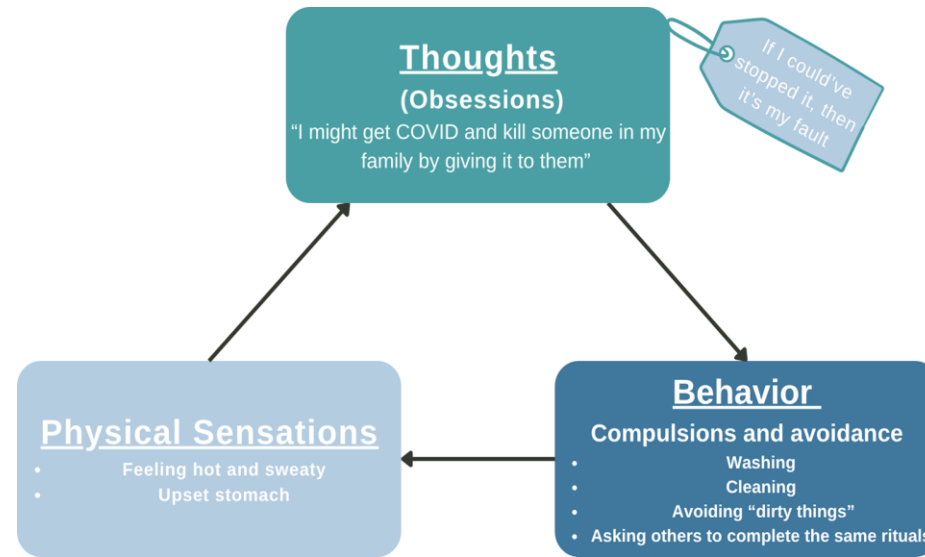 Thoughts
(Obsessions)
“I might get COVID and kill someone in my
family by giving it to them”
If I could’ve
stopped it, then
it’s my fault
Physical Sensations
• Feeling hot and sweaty
• Upset stomach
Behavior
Compulsions and avoidance
• Washing
• Cleaning
• Avoiding “dirty things”
• Asking others to complete the same rituals